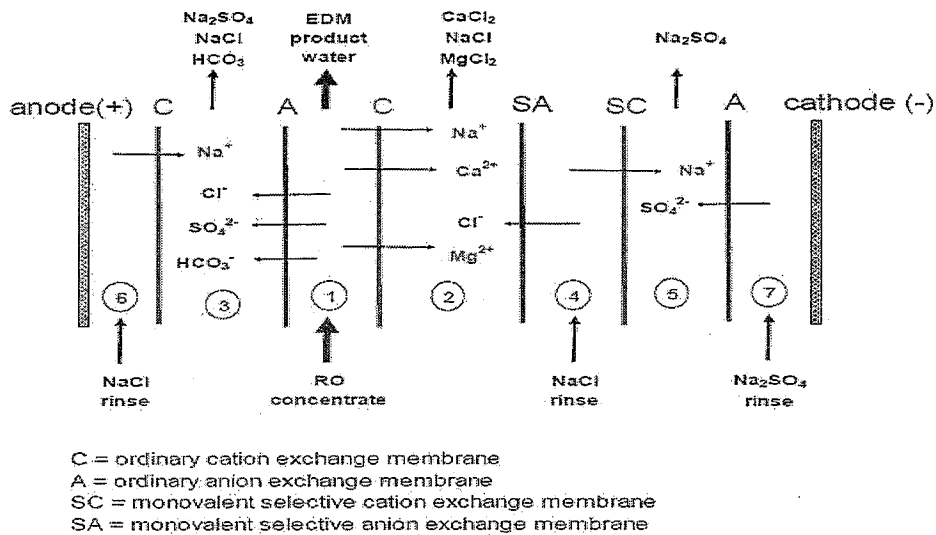 Na₂SO₄
NaCl
HCO₃
EDM
product
water
CaCl₂
NaCl
MgCl₂
Na₂SO₄
anode(+) C A C SA SC A cathode (-)
Na⁺
Cl⁻
SO₄²⁻
HCO₃⁻
Na⁺
Ca²⁺
Cl⁻
Mg²⁺
Na⁺
SO₄²⁻
6 3 1 2 4 5 7
NaCl
rinse
RO
concentrate
NaCl
rinse
Na₂SO₄
rinse
C = ordinary cation exchange membrane
A = ordinary anion exchange membrane
SC = monovalent selective cation exchange membrane
SA = monovalent selective anion exchange membrane